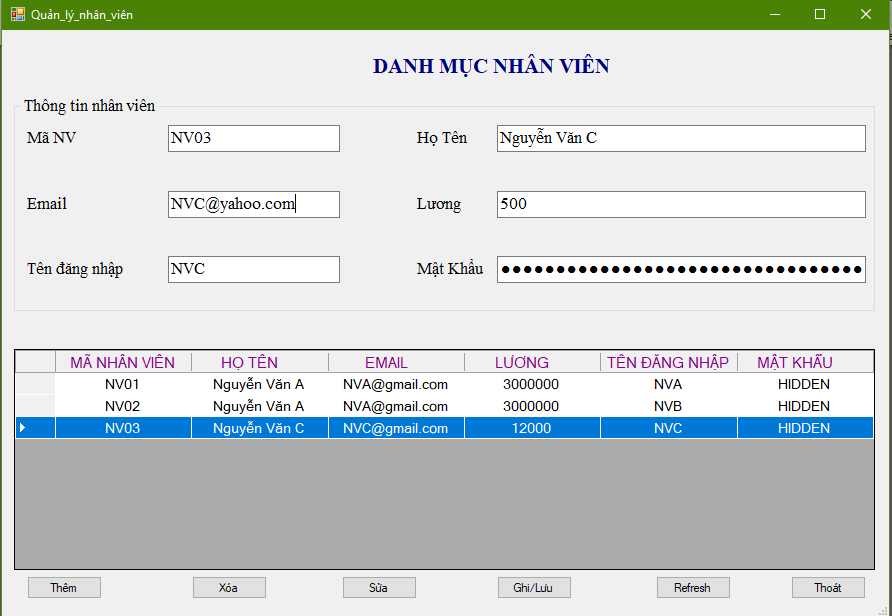 Quản_lý_nhân_viên
DANH MỤC NHÂN VIÊN
Thông tin nhân viên
Mã NV NV03 Họ Tên Nguyễn Văn C
Email NVC@yahoo.com Lương 500
Tên đăng nhập NVC Mật Khẩu ●●●●●●●●●●●●●●●●●●●●●●●●●●●●●●●●●
MÃ NHÂN VIÊN HỌ TÊN EMAIL LƯƠNG TÊN ĐĂNG NHẬP MẬT KHẨU
NV01 Nguyễn Văn A NVA@gmail.com 3000000 NVA HIDDEN
NV02 Nguyễn Văn A NVA@gmail.com 3000000 NVB HIDDEN
NV03 Nguyễn Văn C NVC@gmail.com 12000 NVC HIDDEN
Thêm Xóa Sửa Ghi/Lưu Refresh Thoát